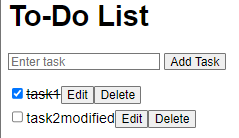 To-Do List
Enter task Add Task
task1 Edit Delete
task2modified Edit Delete